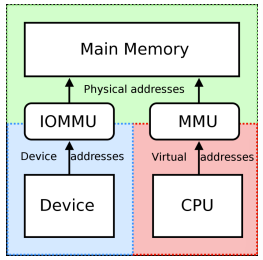 Main Memory
Physical addresses
IOMMU MMU
Device addresses Virtual addresses
Device CPU